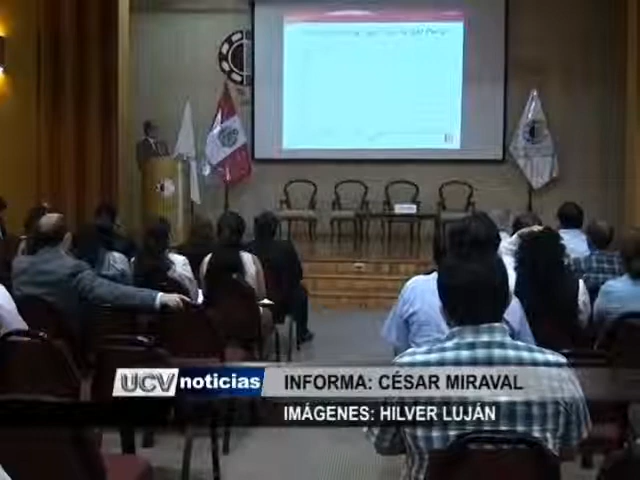 UCV noticias INFORMA: CÉSAR MIRAVAL
IMÁGENES: HILVER LUJÁN